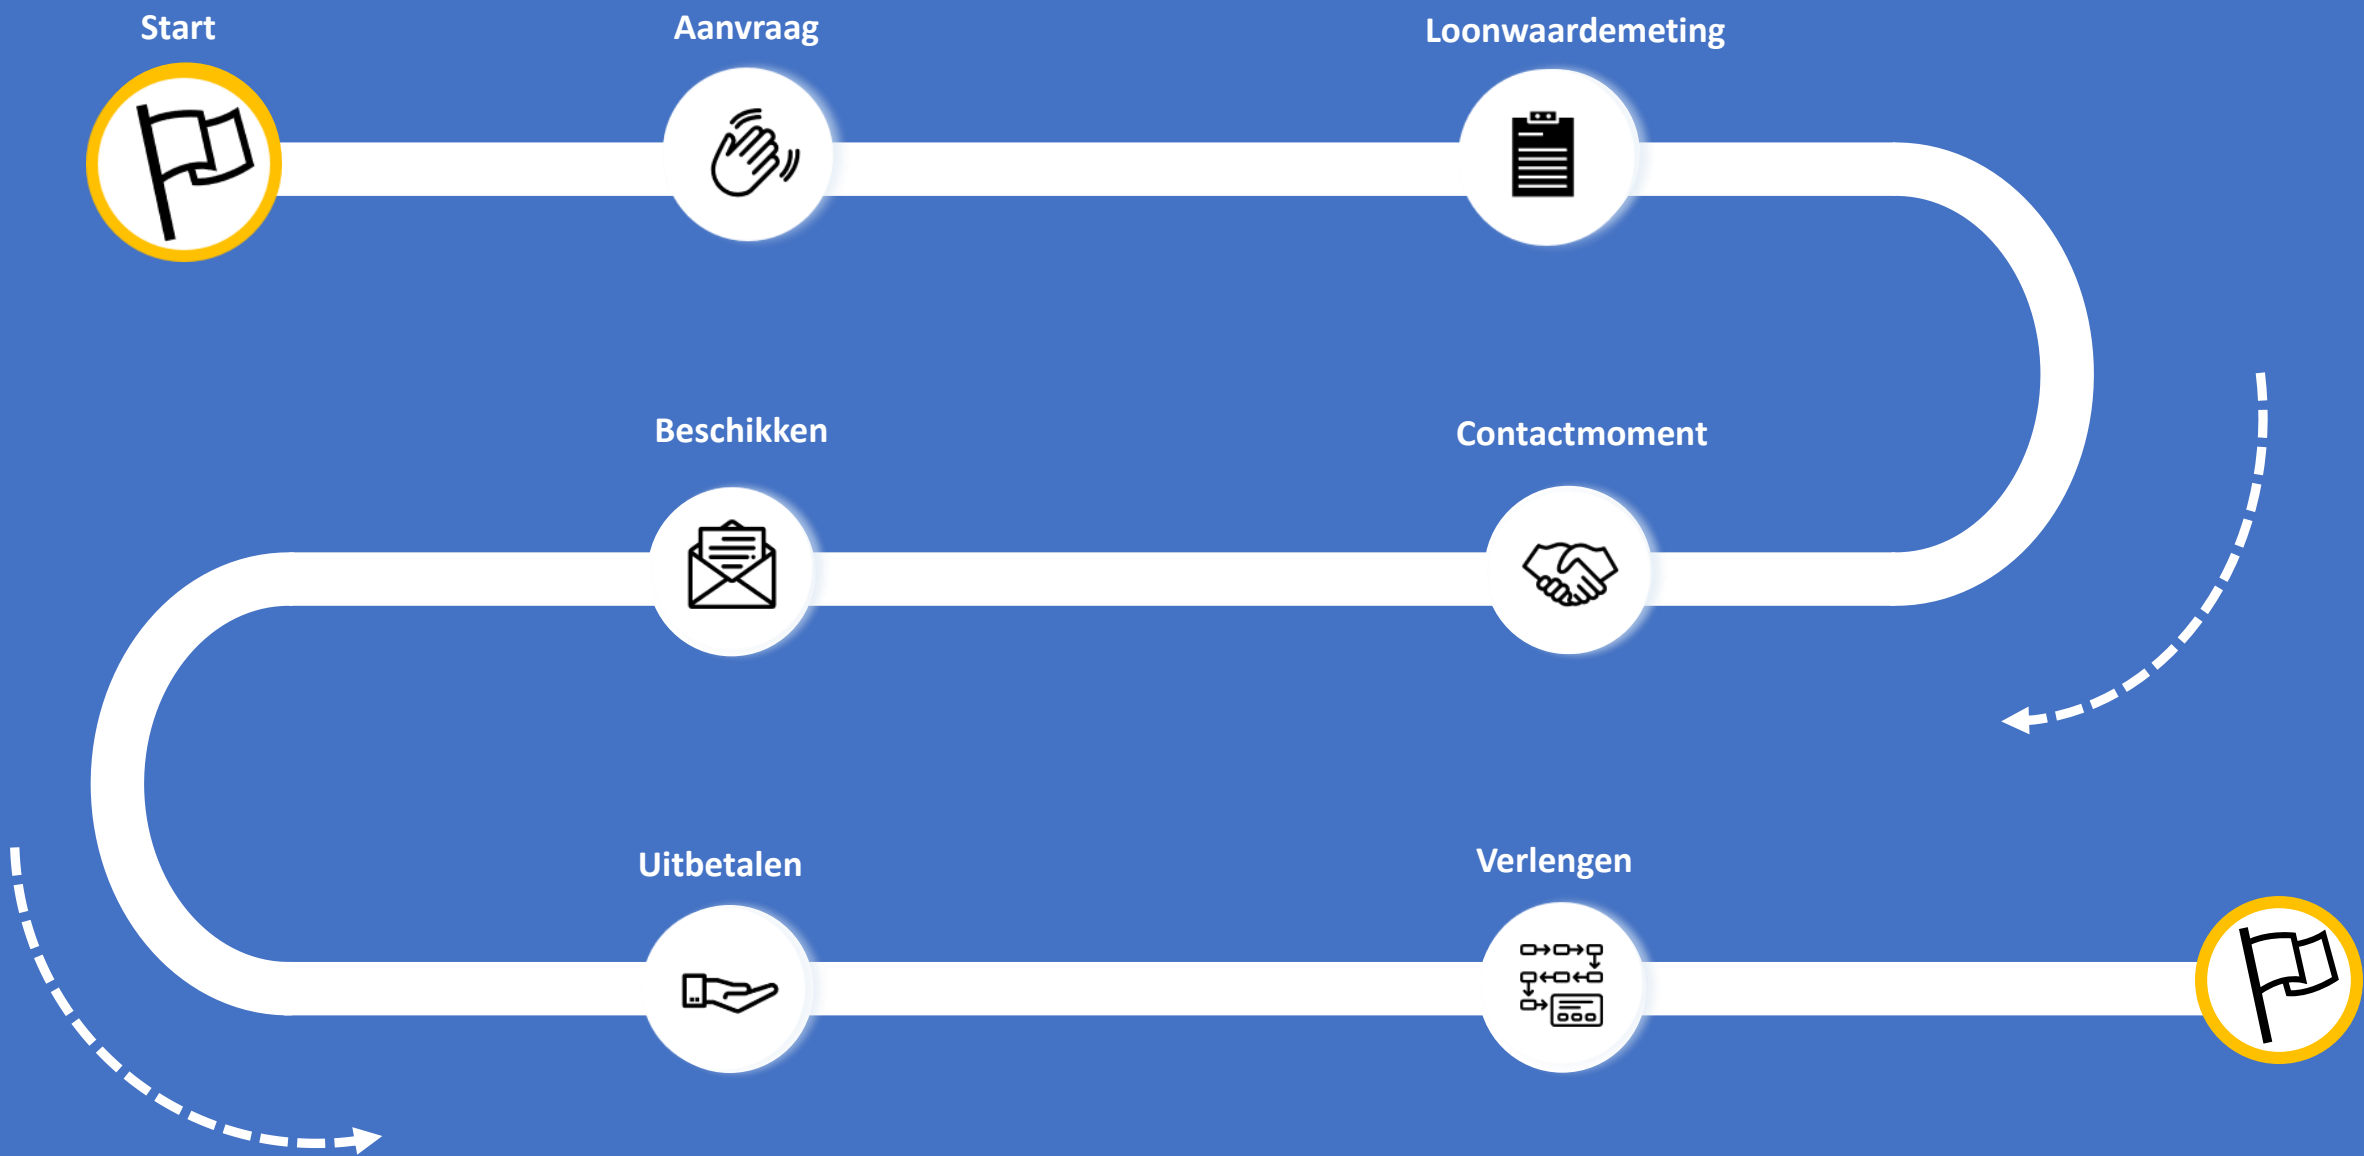 Start
Aanvraag
Loonwaardemeting
Contactmoment
Beschikken
Uitbetalen
Verlengen